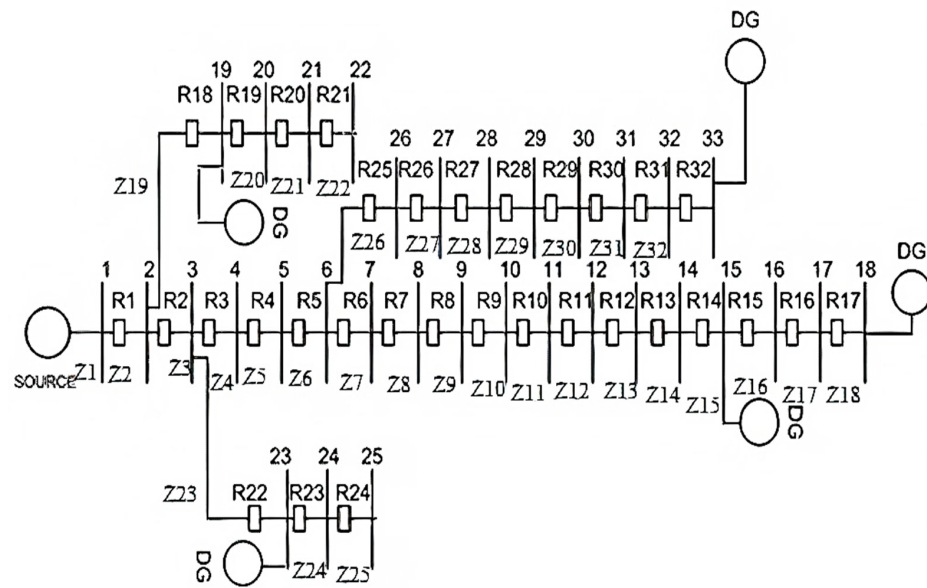 DG
19 20 21 22
R18 R19 R20 R21
26 27 28 29 30 31 32 33
R25 R26 R27 R28 R29 R30 R31 R32
Z19 Z20 Z21 Z22
DG
Z26 Z27 Z28 Z29 Z30 Z31 Z32
DG
1 2 3 4 5 6 7 8 9 10 11 12 13 14 15 16 17 18
R1 R2 R3 R4 R5 R6 R7 R8 R9 R10 R11 R12 R13 R14 R15 R16 R17
SOURCE Z1 Z2 Z3 Z4 Z5 Z6 Z7 Z8 Z9 Z10 Z11 Z12 Z13 Z14 Z15 Z16 Z17 Z18
DG
23 24 25
Z23
R22 R23 R24
DG Z24 Z25